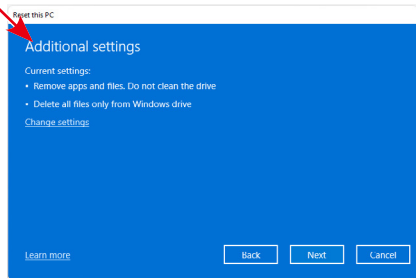 Reset this PC
Additional settings
Current settings:
• Remove apps and files. Do not clean the drive
• Delete all files only from Windows drive
Change settings
Learn more
Back
Next
Cancel